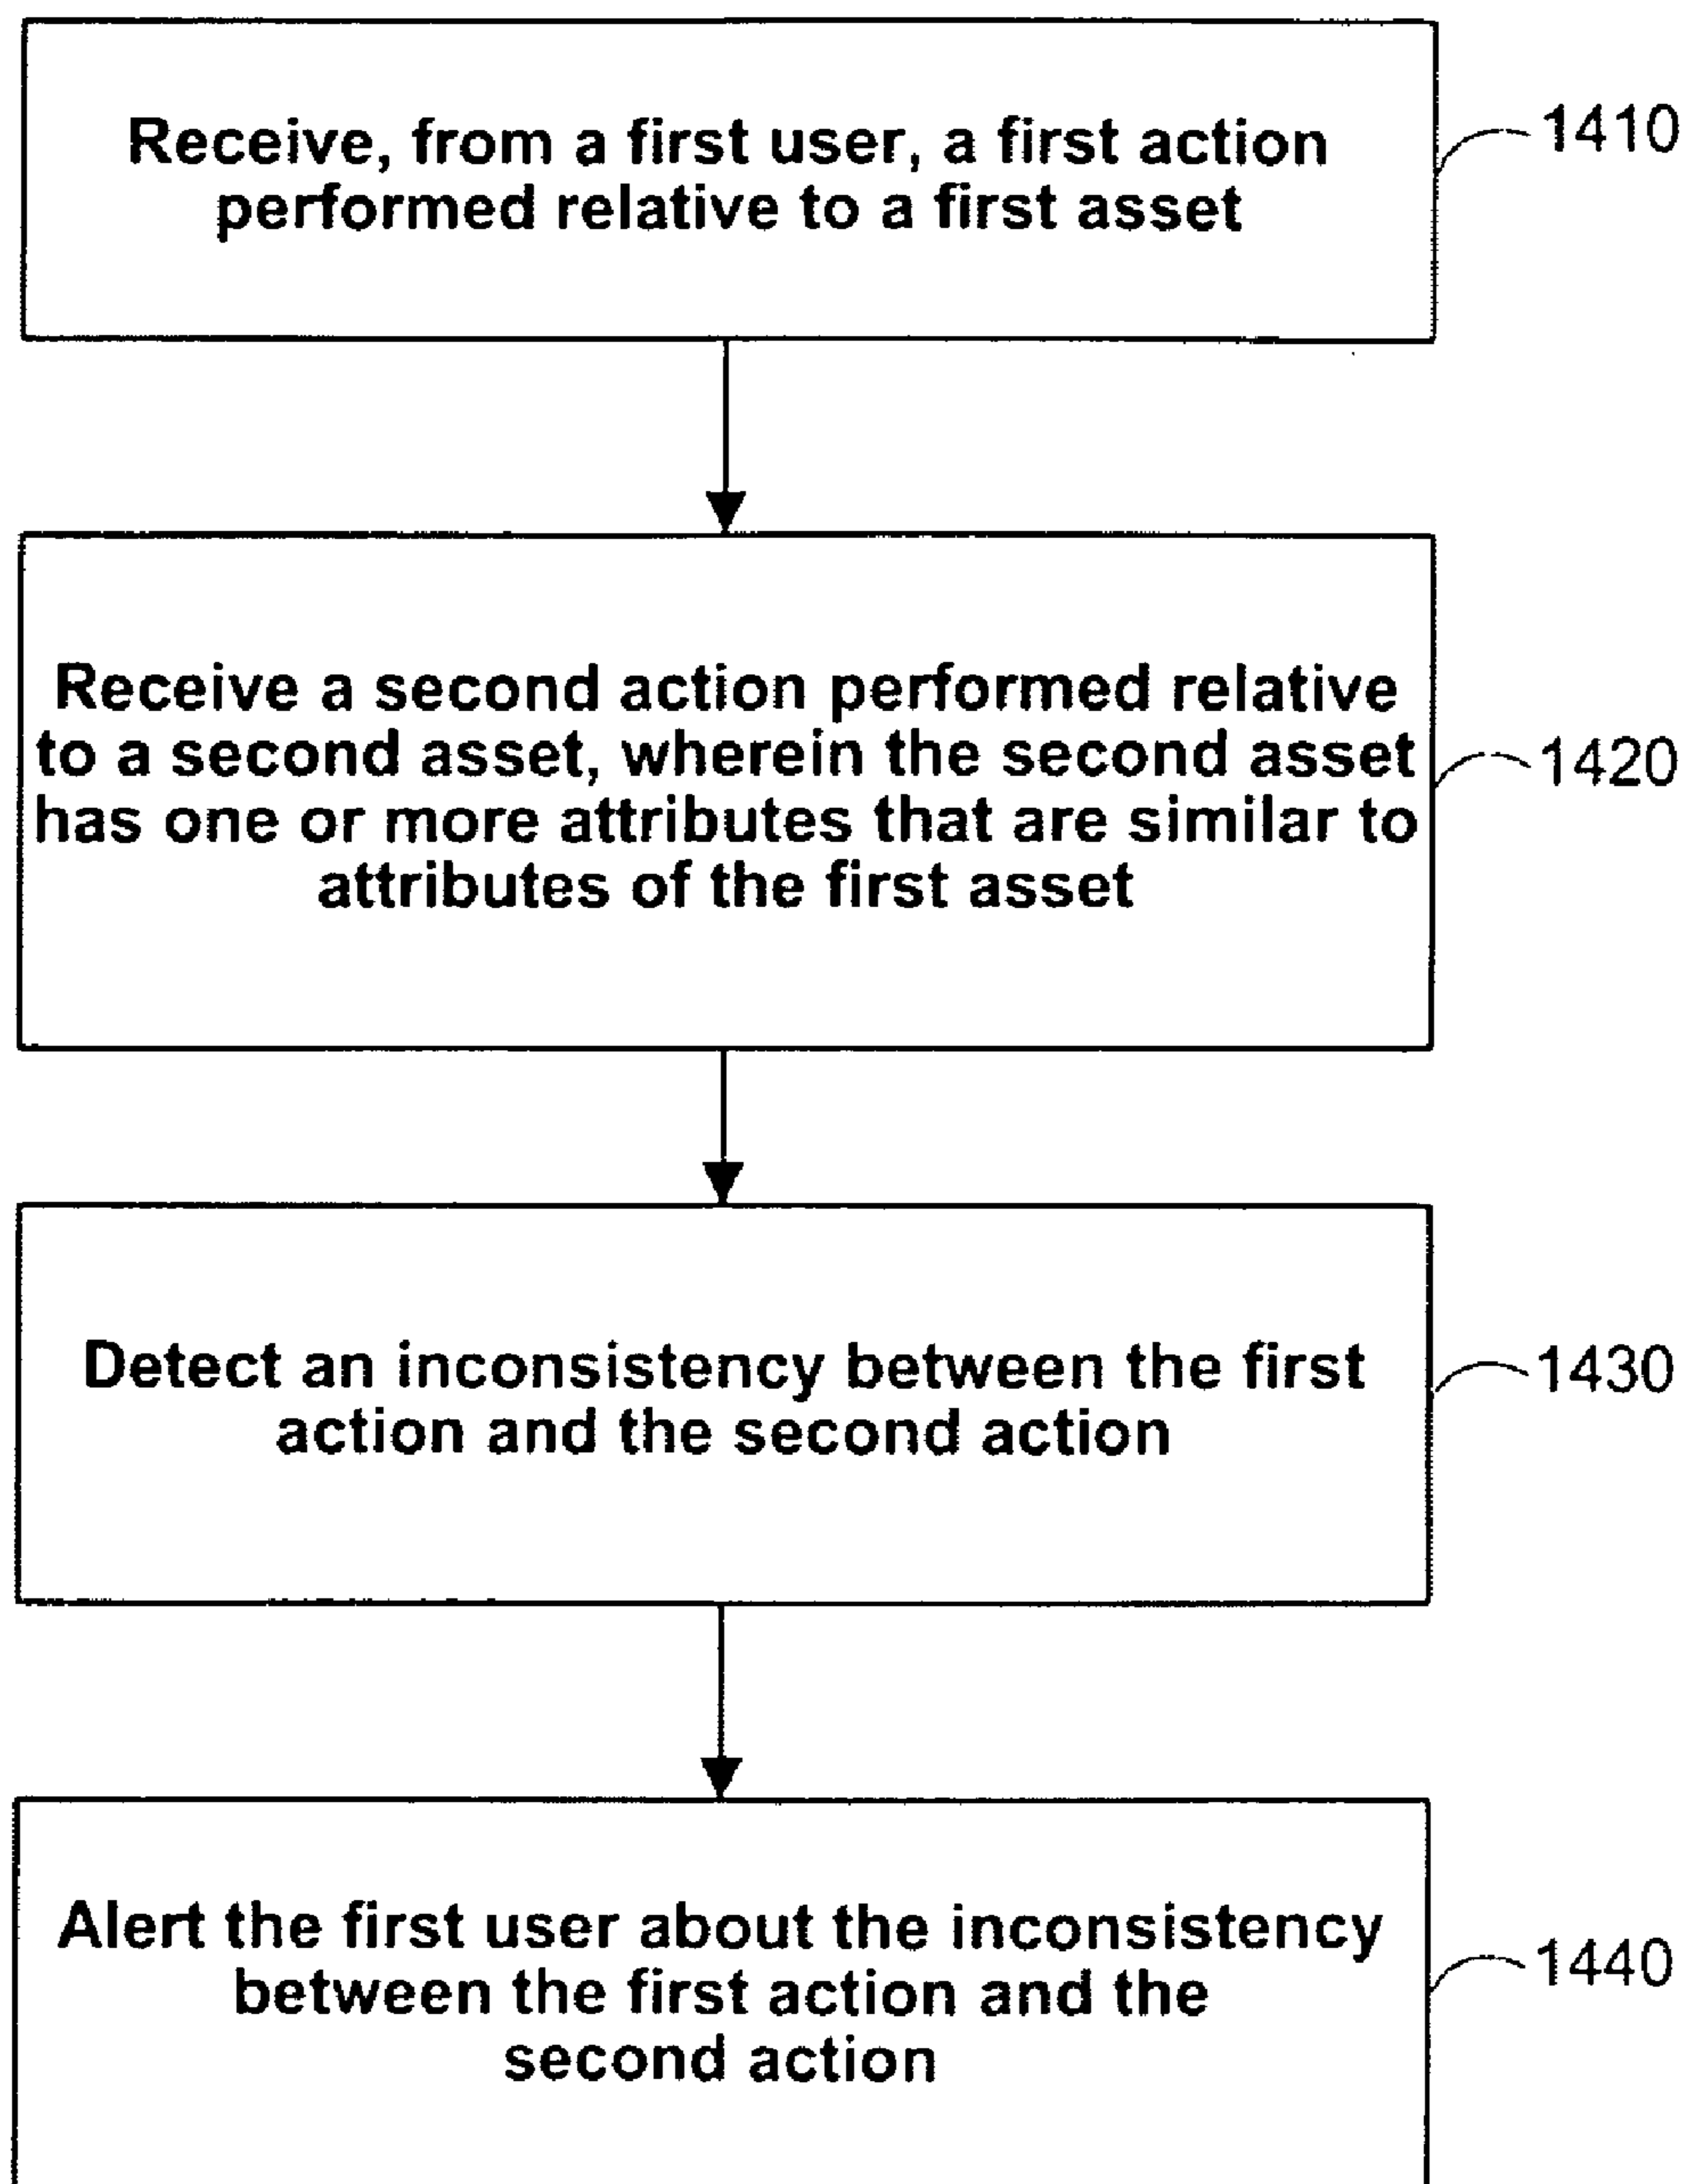 Receive, from a first user, a first action
performed relative to a first asset
1410
Receive a second action performed relative
to a second asset, wherein the second asset
has one or more attributes that are similar to
attributes of the first asset
1420
Detect an inconsistency between the first
action and the second action
1430
Alert the first user about the inconsistency
between the first action and the
second action
1440